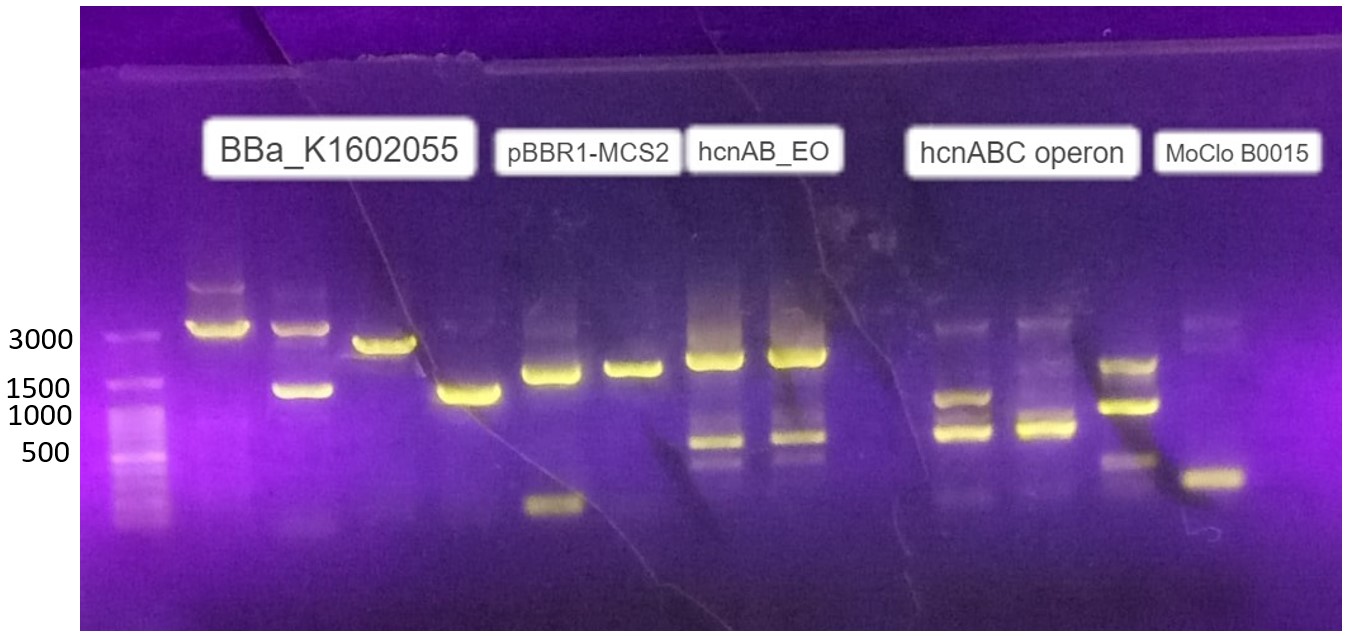 BBa_K1602055
pBBR1-MCS2
hcnAB_EO
hcnABC operon
MoClo B0015
3000
1500
1000
500